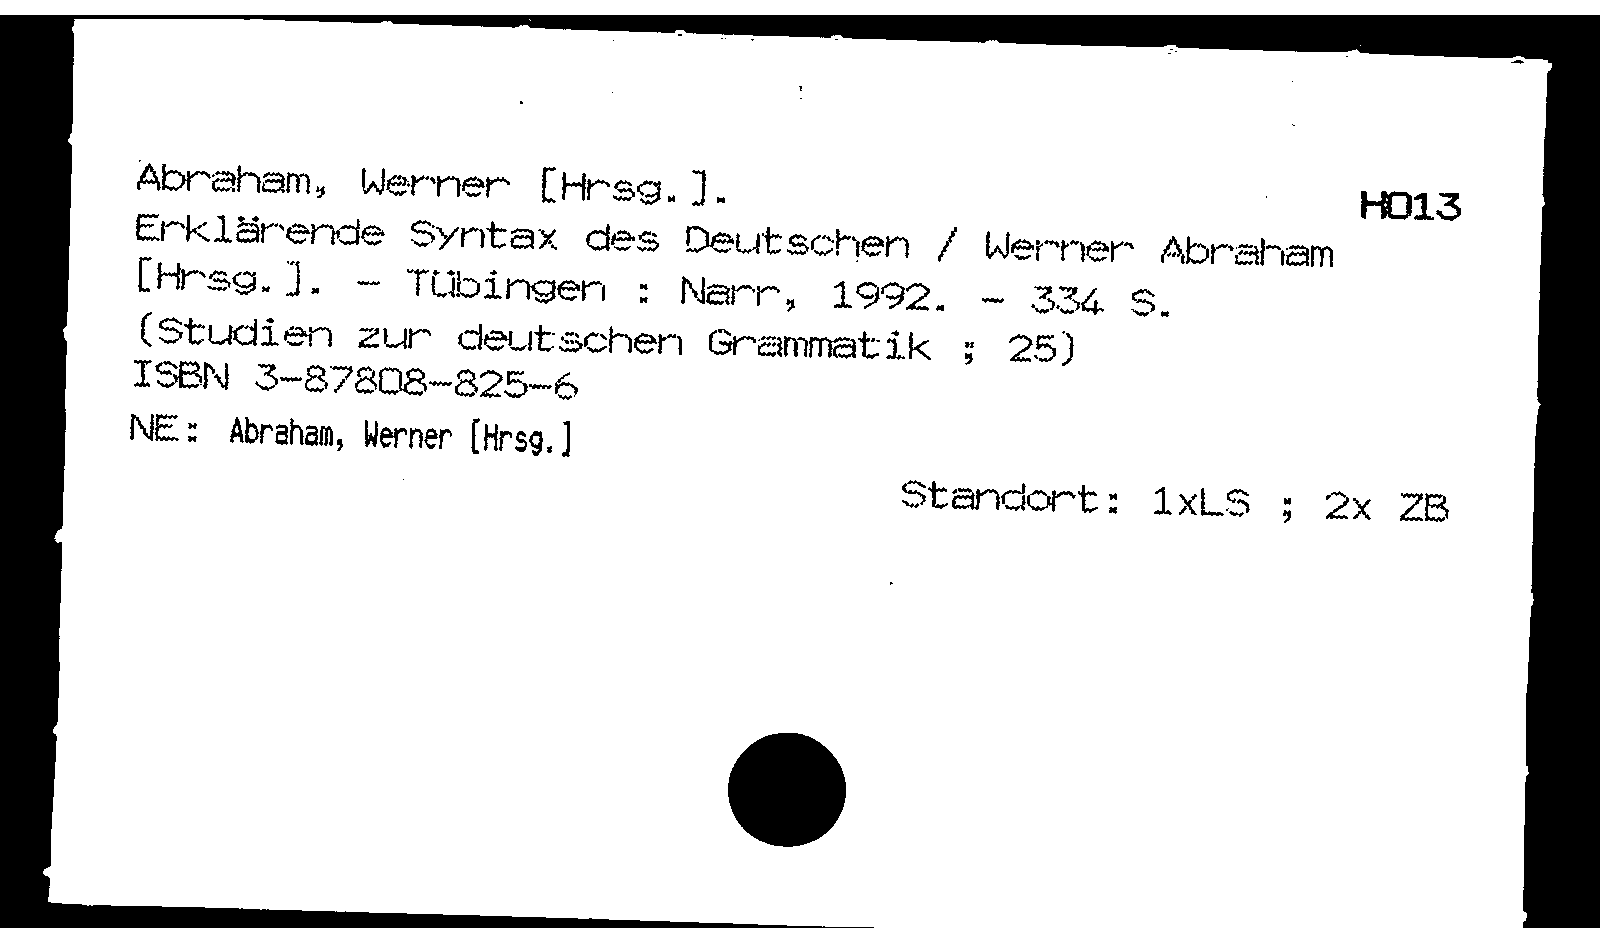 Abraham, Werner [Hrsg.].
HO13
Erklärende Syntax des Deutschen / Werner Abraham
[Hrsg.]. - Tübingen : Narr, 1992. - 334 S.
(Studien zur deutschen Grammatik ; 25)
ISBN 3-87808-825-6
NE: Abraham, Werner [Hrsg.]
Standort: 1xLS ; 2x ZB